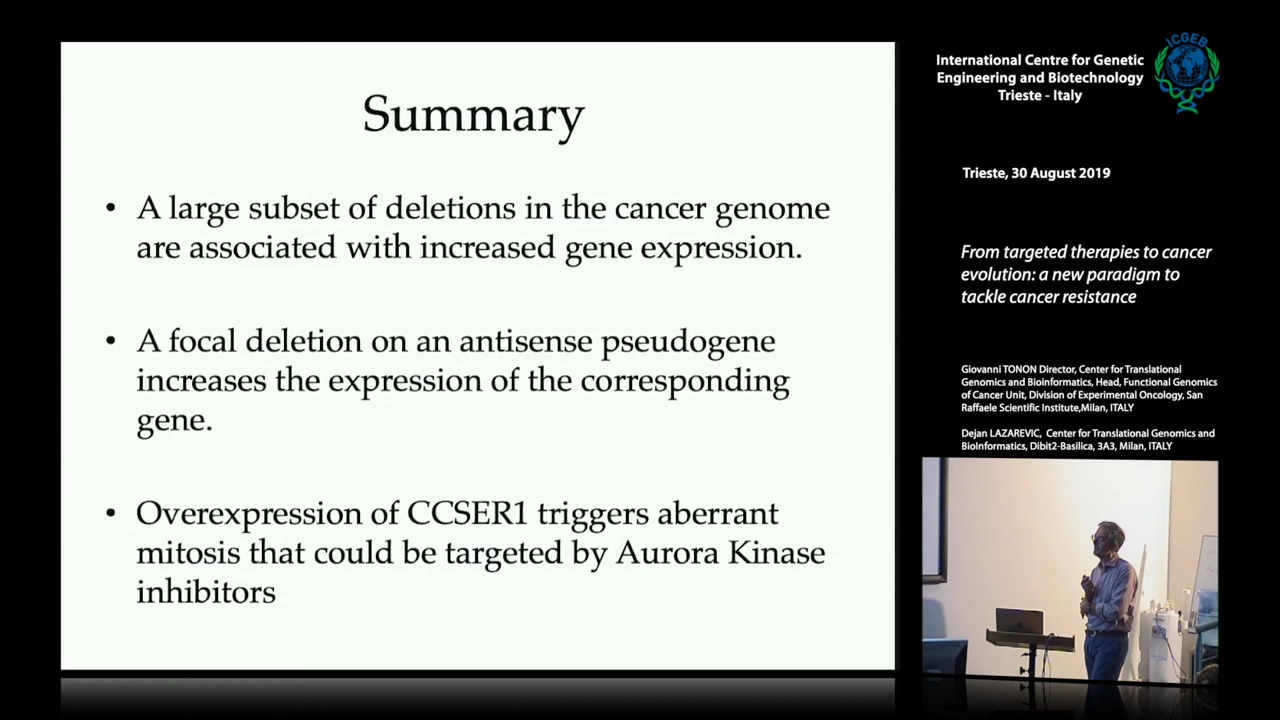 Summary
• A large subset of deletions in the cancer genome
are associated with increased gene expression.
• A focal deletion on an antisense pseudogene
increases the expression of the corresponding
gene.
• Overexpression of CCSER1 triggers aberrant
mitosis that could be targeted by Aurora Kinase
inhibitors
International Centre for Genetic
Engineering and Biotechnology
Trieste - Italy
ICGEB
Trieste, 30 August 2019
From targeted therapies to cancer
evolution: a new paradigm to
tackle cancer resistance
Giovanni TONON Director, Center for Translational
Genomics and Bioinformatics, Head, Functional Genomics
of Cancer Unit, Division of Experimental Oncology, San
Raffaele Scientific Institute,Milan, ITALY
Dejan LAZAREVIC, Center for Translational Genomics and
BioInformatics, Dibit2-Basilica, 3A3, Milan, ITALY